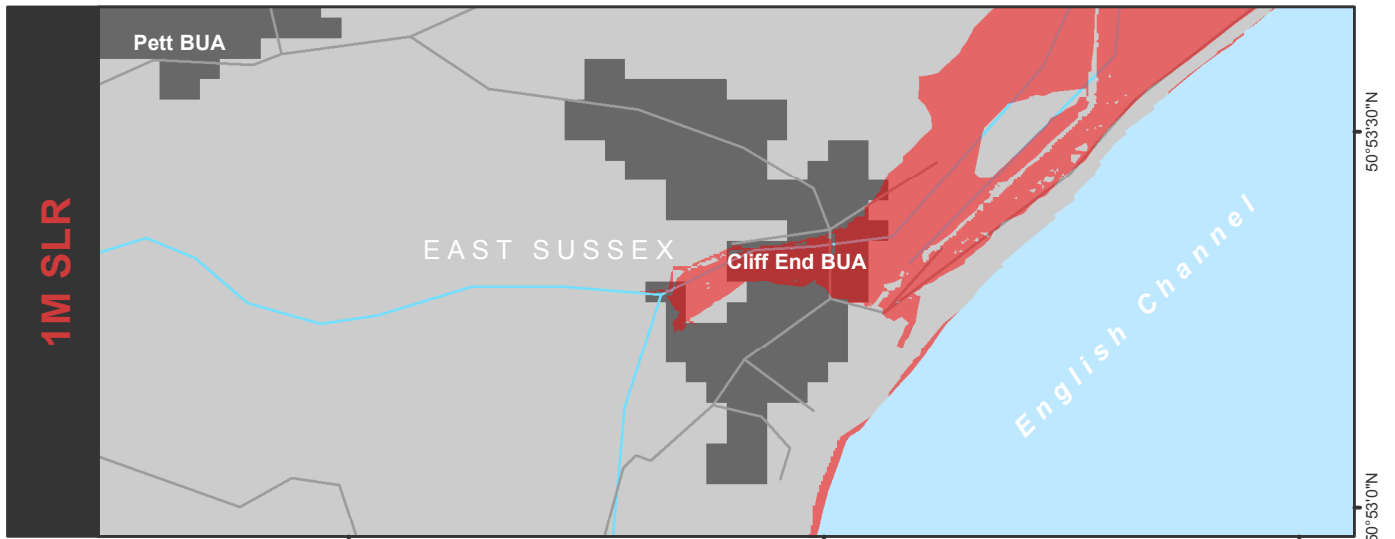 1M SLR
Pett BUA
EAST SUSSEX
Cliff End BUA
English Channel
50°53'30"N
50°53'0"N